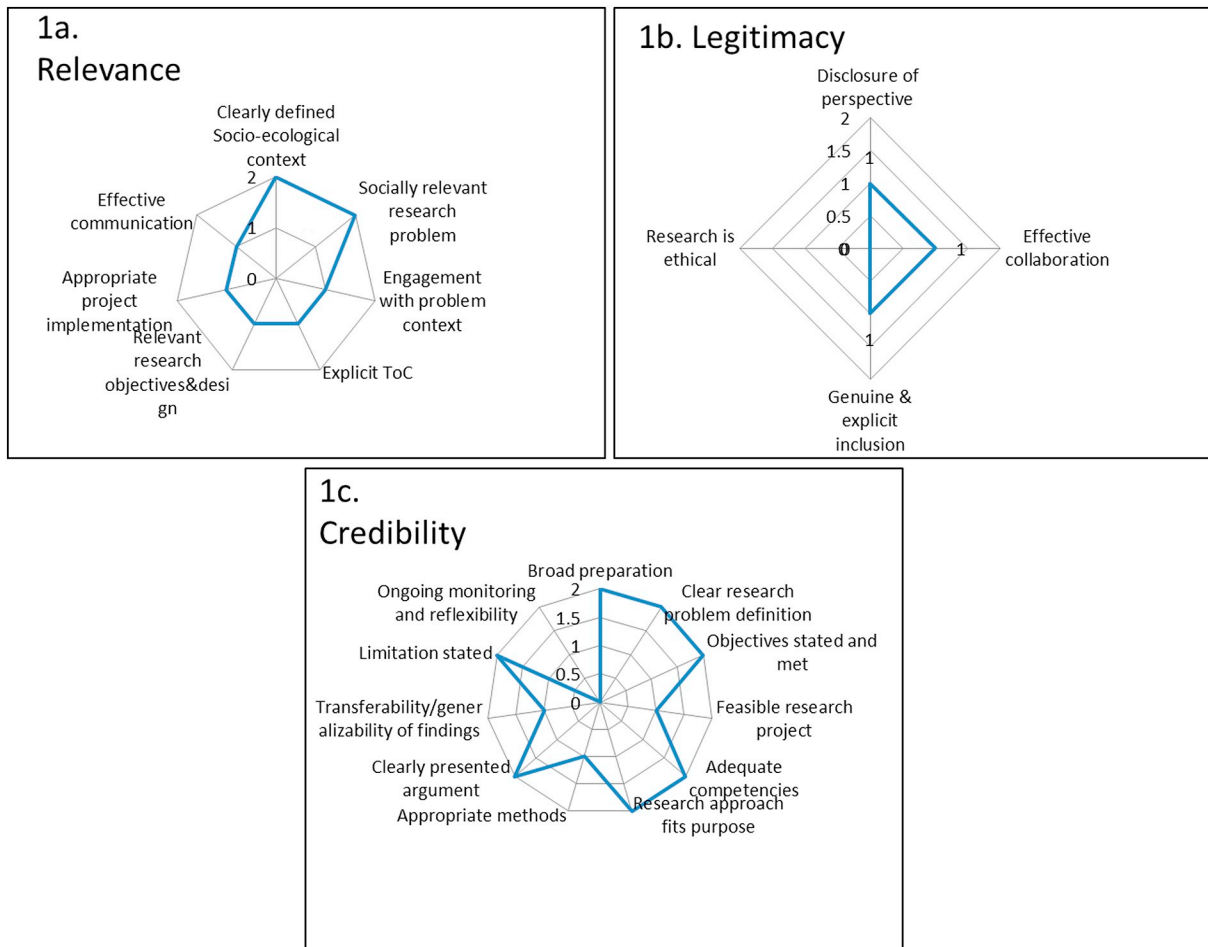 1a.
Relevance
Clearly defined
Socio-ecological
context
2
1
0
Socially relevant
research
problem
Engagement
with problem
context
Explicit ToC
Relevant
research
objectives&desi
gn
Appropriate
project
implementation
Effective
communication
1b. Legitimacy
Disclosure of
perspective
2
1.5
1
0.5
0
1
1
1
0
Effective
collaboration
Genuine &
explicit
inclusion
Research is
ethical
1c.
Credibility
Broad preparation
2
1.5
1
0.5
0
Clear research
problem definition
Objectives stated and
met
Feasible research
project
Adequate
competencies
Research approach
fits purpose
Appropriate methods
Clearly presented
argument
Transferability/gener
alizability of findings
Limitation stated
Ongoing monitoring
and reflexibility